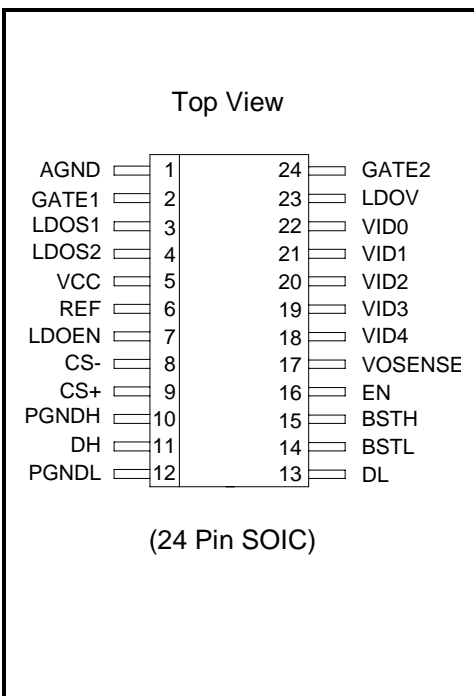 Top View
AGND 1 24 GATE2
GATE1 2 23 LDOV
LDOS1 3 22 VID0
LDOS2 4 21 VID1
VCC 5 20 VID2
REF 6 19 VID3
LDOEN 7 18 VID4
CS- 8 17 VOSENSE
CS+ 9 16 EN
PGNDH 10 15 BSTH
DH 11 14 BSTL
PGNDL 12 13 DL
(24 Pin SOIC)